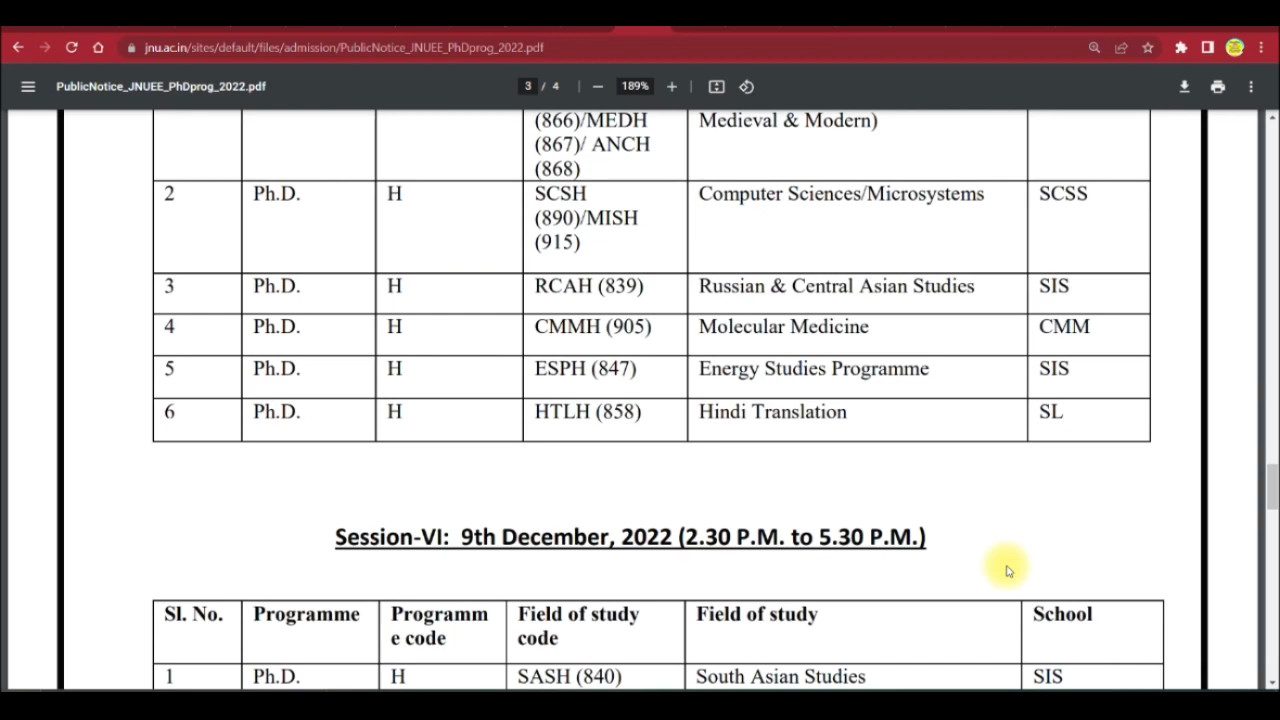 jnu.ac.in/sites/default/files/admission/PublicNotice_JNUEE_PhDprog_2022.pdf
PublicNotice_JNUEE_PhDprog_2022.pdf
3 / 4
189%
(866)/MEDH
(867)/ ANCH
(868)
Medieval & Modern)
2 Ph.D. H SCSH Computer Sciences/Microsystems SCSS
(890)/MISH
(915)
3 Ph.D. H RCAH (839) Russian & Central Asian Studies SIS
4 Ph.D. H CMMH (905) Molecular Medicine CMM
5 Ph.D. H ESPH (847) Energy Studies Programme SIS
6 Ph.D. H HTLH (858) Hindi Translation SL
Session-VI: 9th December, 2022 (2.30 P.M. to 5.30 P.M.)
Sl. No. Programme Programm Field of study Field of study School
e code code
1 Ph.D. H SASH (840) South Asian Studies SIS